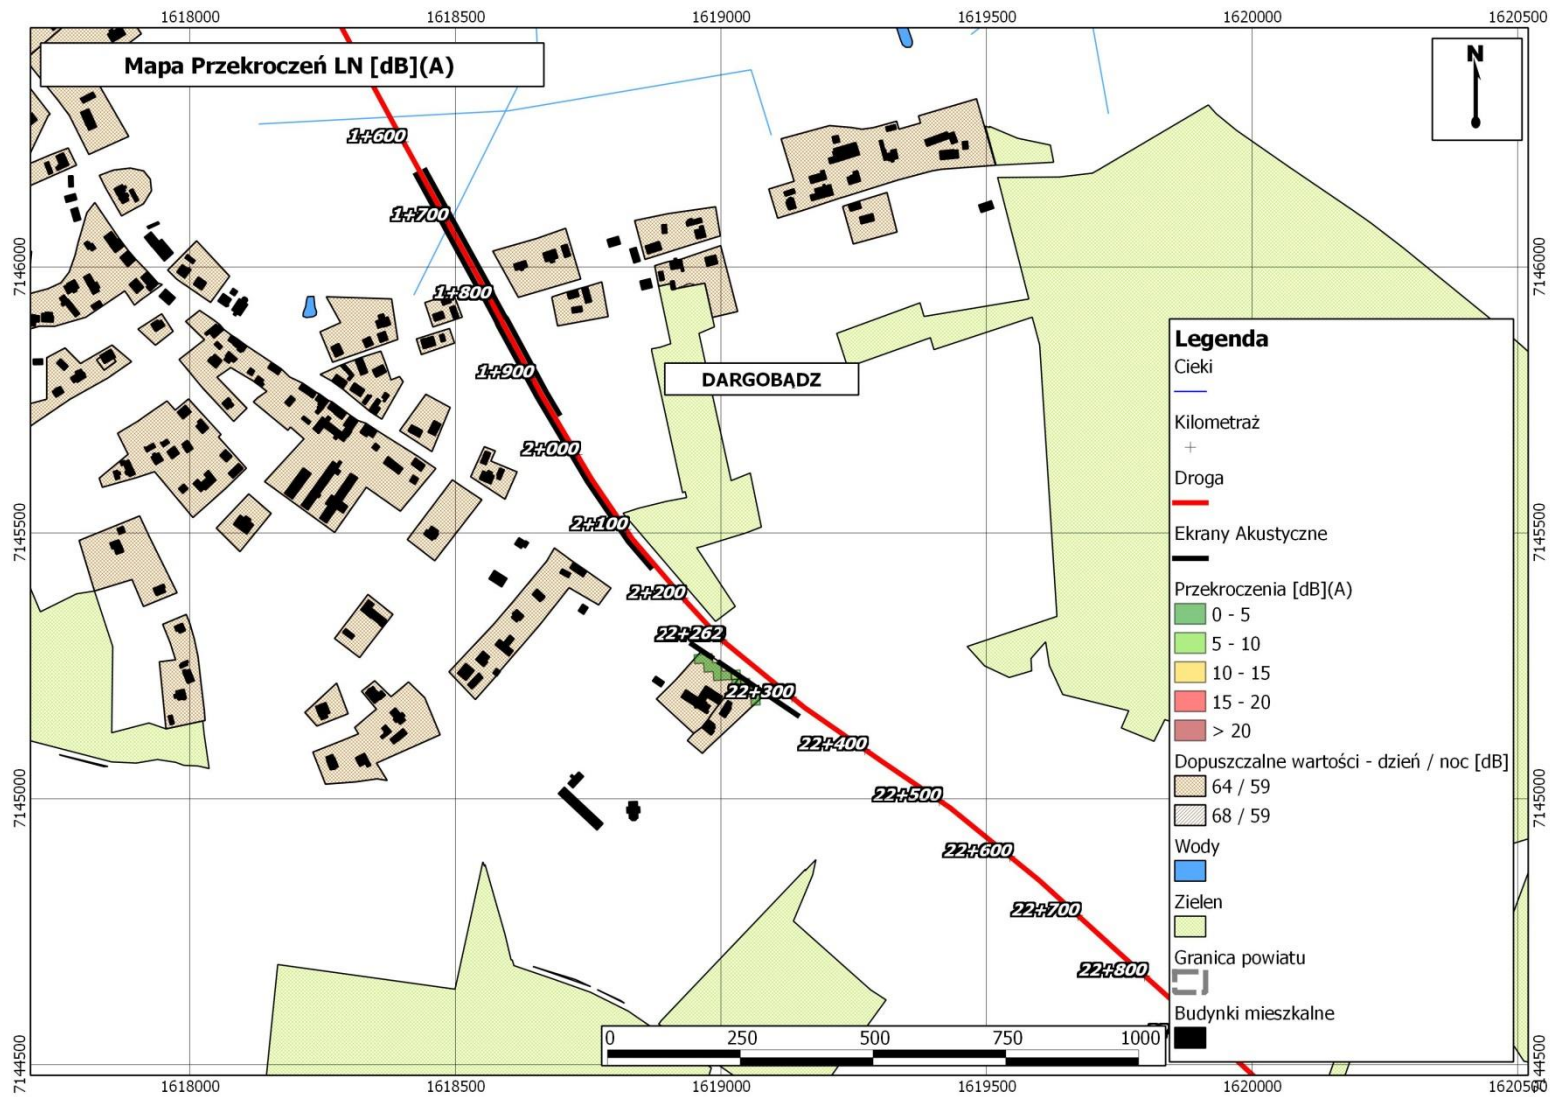 1618000 1618500 1619000 1619500 1620000 1620500
Mapa Przekroczeń LN [dB](A)
N
1+600
1+700
7146000
7146000
1+800
1+900
DARGOBĄDZ
2+000
2+100
7145500
7145500
2+200
22+262
22+300
22+400
7145000
7145000
22+500
22+600
22+700
22+800
Legenda
Cieki
Kilometraż
Droga
Ekrany Akustyczne
Przekroczenia [dB](A)
0 - 5
5 - 10
10 - 15
15 - 20
> 20
Dopuszczalne wartości - dzień / noc [dB]
64 / 59
68 / 59
Wody
Zielen
Granica powiatu
Budynki mieszkalne
0 250 500 750 1000
7144500
7144500
1618000 1618500 1619000 1619500 1620000 1620500